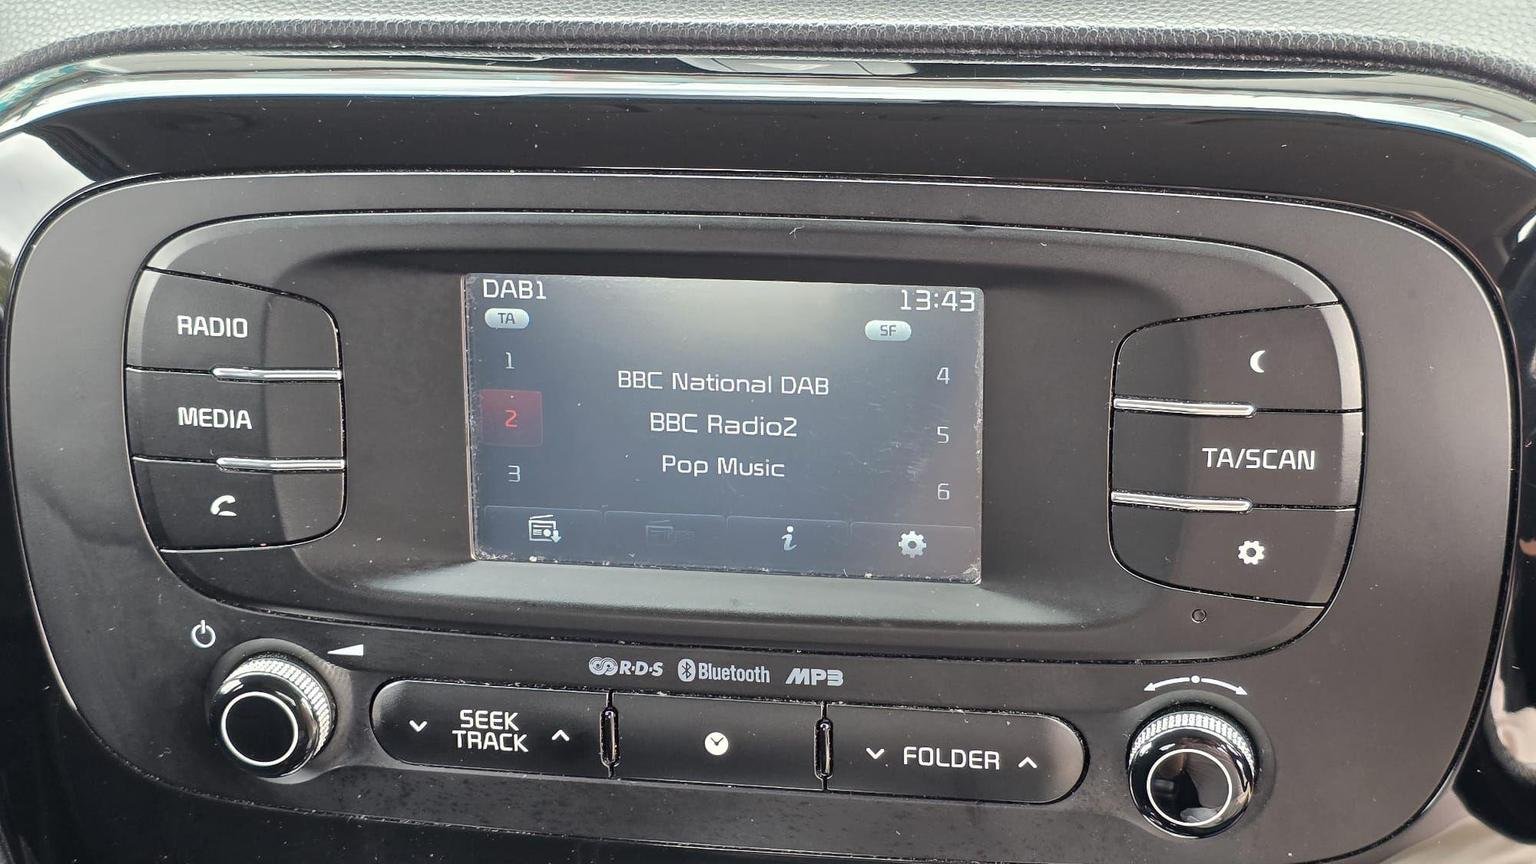 DAB1
13:43
TA
SF
1
4
BBC National DAB
2
BBC Radio2
5
3
Pop Music
6
i
RADIO
MEDIA
TA/SCAN
R·D·S
Bluetooth
MP3
SEEK
TRACK
FOLDER